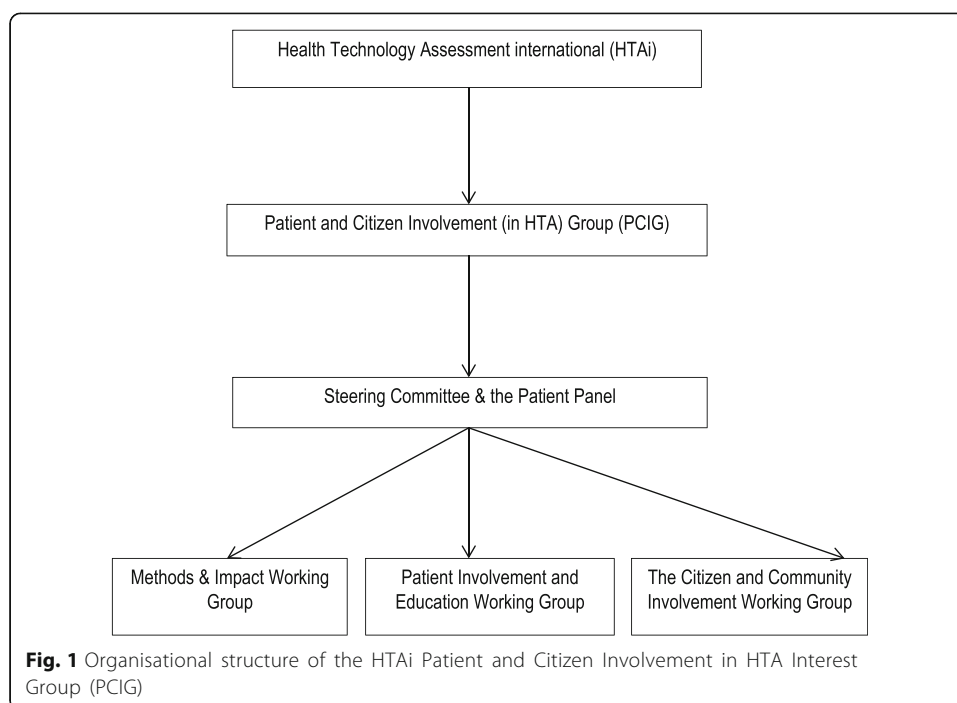 Health Technology Assessment international (HTAi)
Patient and Citizen Involvement (in HTA) Group (PCIG)
Steering Committee & the Patient Panel
Methods & Impact Working
Group
Patient Involvement and
Education Working Group
The Citizen and Community
Involvement Working Group
Fig. 1 Organisational structure of the HTAi Patient and Citizen Involvement in HTA Interest
Group (PCIG)